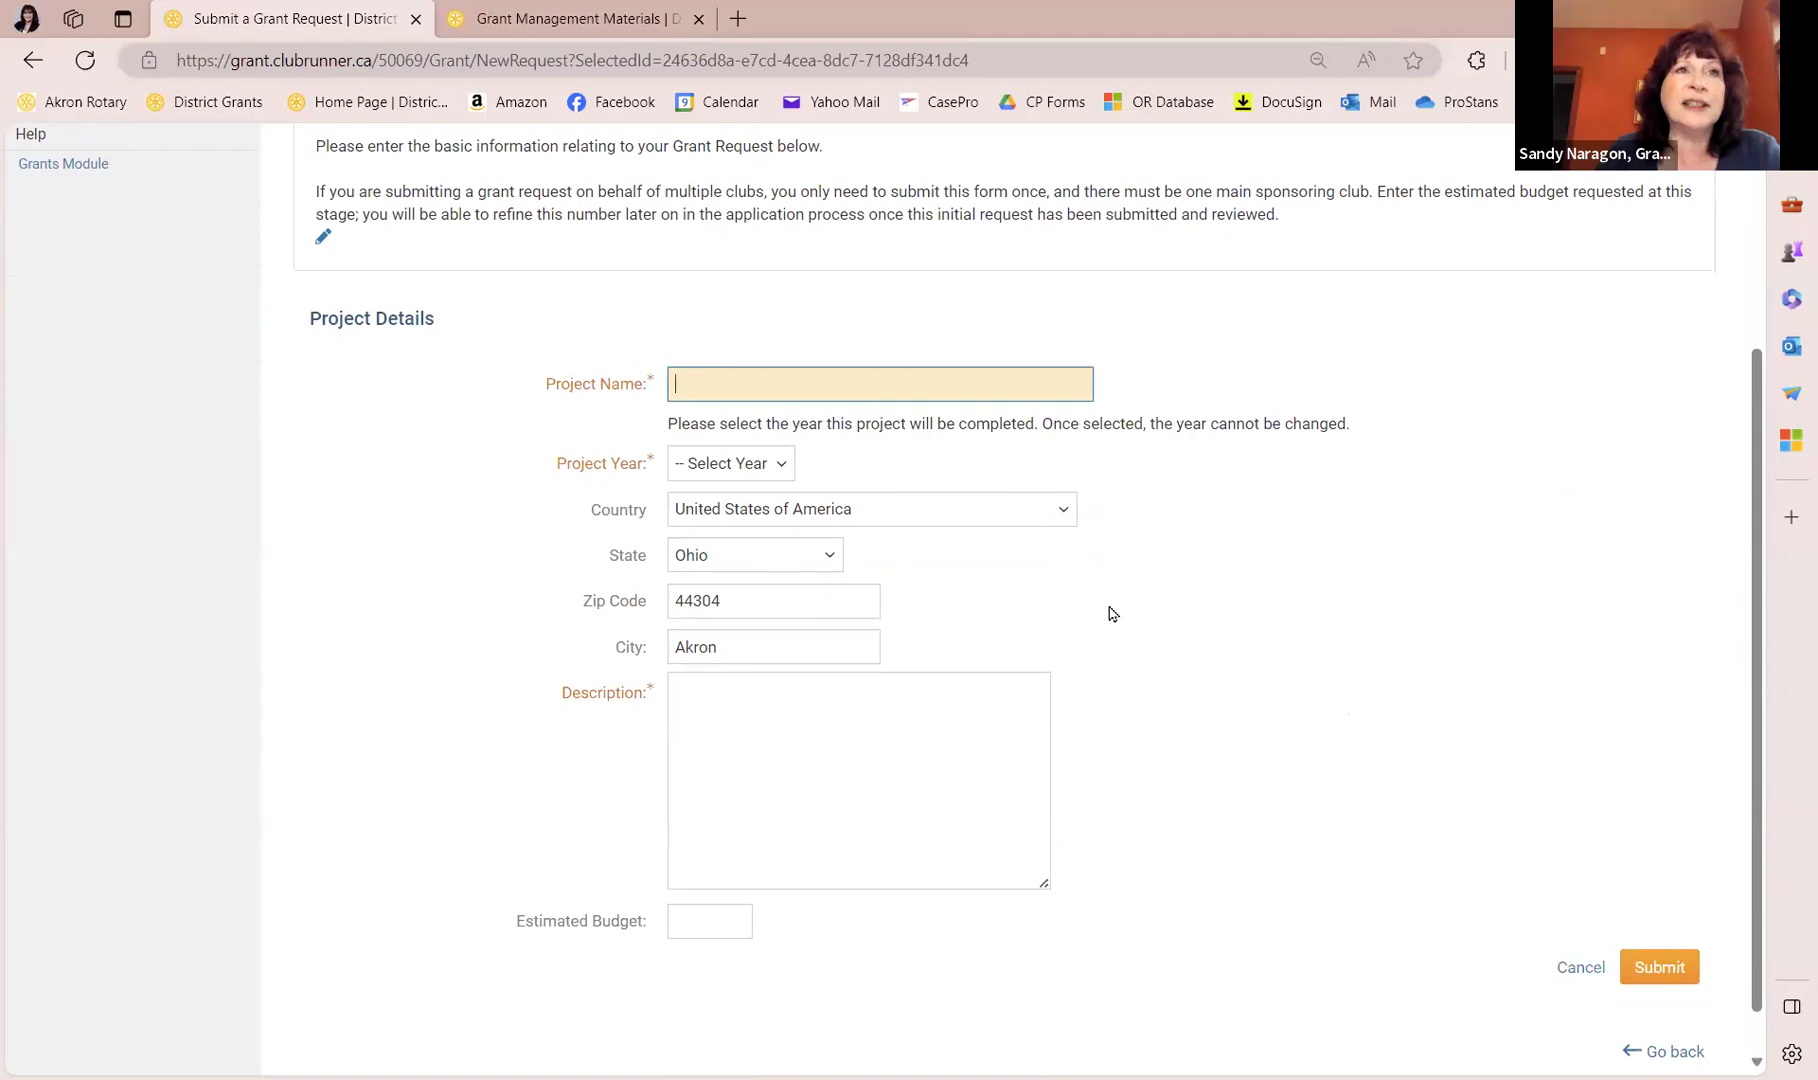 Submit a Grant Request | District
Grant Management Materials | D
https://grant.clubrunner.ca/50069/Grant/NewRequest?SelectedId=24636d8a-e7cd-4cea-8dc7-7128df341dc4
Akron Rotary
District Grants
Home Page | Distric...
Amazon
Facebook
Calendar
Yahoo Mail
CasePro
CP Forms
OR Database
DocuSign
Mail
ProStans
Sandy Naragon, Gra...
Help
Grants Module
Please enter the basic information relating to your Grant Request below.
If you are submitting a grant request on behalf of multiple clubs, you only need to submit this form once, and there must be one main sponsoring club. Enter the estimated budget requested at this
stage; you will be able to refine this number later on in the application process once this initial request has been submitted and reviewed.
Project Details
Project Name:*
Please select the year this project will be completed. Once selected, the year cannot be changed.
Project Year:* -- Select Year
Country United States of America
State Ohio
Zip Code 44304
City: Akron
Description:*
Estimated Budget:
Cancel Submit
Go back